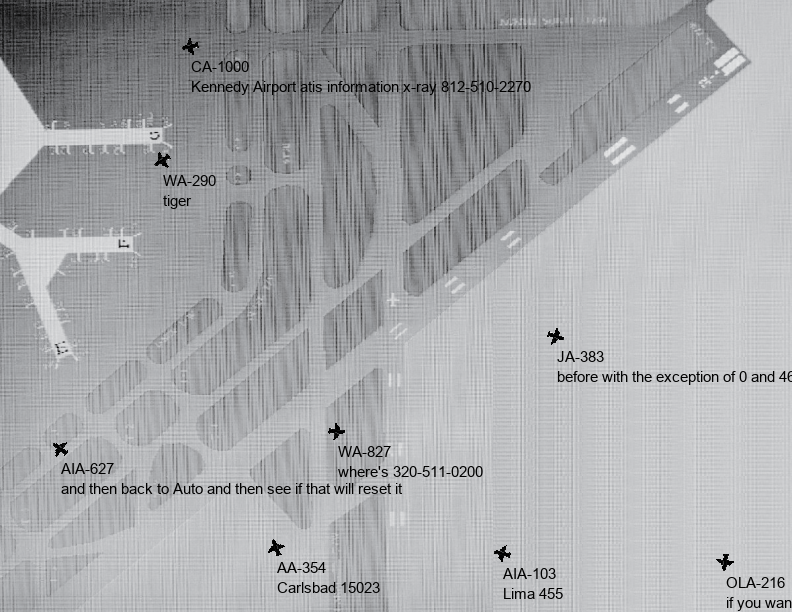 CA-1000
Kennedy Airport atis information x-ray 812-510-2270
WA-290
tiger
JA-383
before with the exception of 0 and 46
WA-827
where's 320-511-0200
AIA-627
and then back to Auto and then see if that will reset it
AA-354
Carlsbad 15023
AIA-103
Lima 455
OLA-216
if you wan